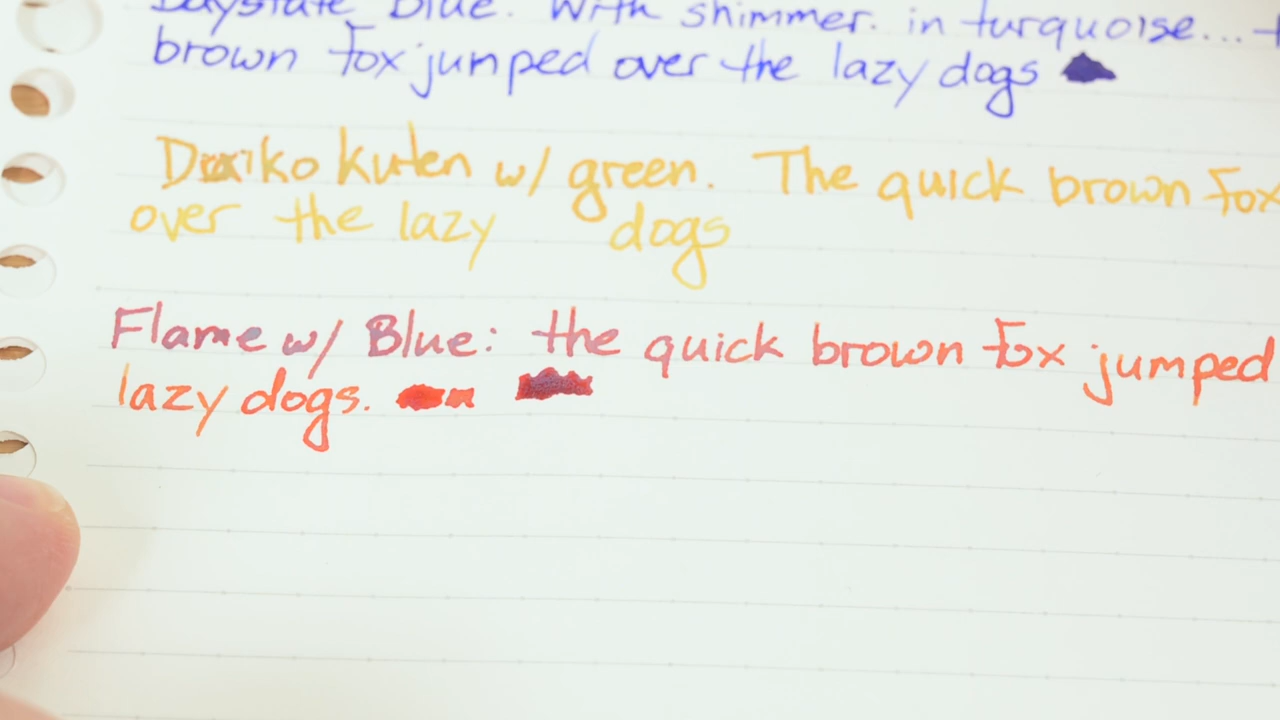 Baystate Blue. With shimmer. in turquoise...
brown fox jumped over the lazy dogs
kuten w/ green. The quick brown fox
over the lazy dogs
Flame w/ Blue: the quick brown fox jumped
lazy dogs.